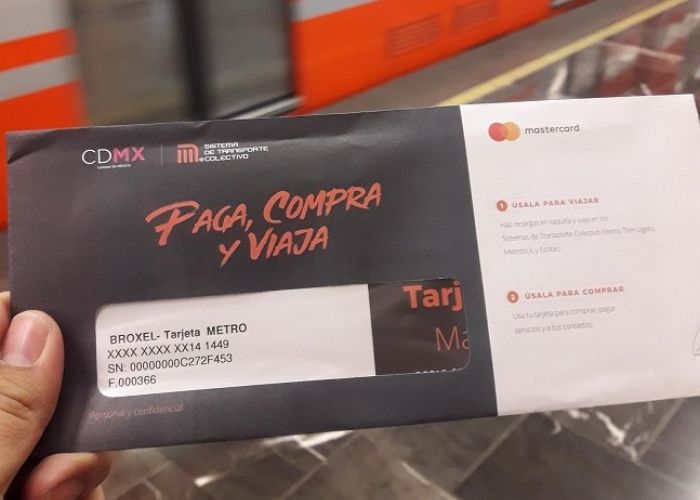 CDMX
CIUDAD DE MÉXICO
SISTEMA
DE TRANSPORTE
COLECTIVO
PAGA, COMPRA
Y VIAJA
BROXEL- Tarjeta METRO
XXXX XXXX XX14 1449
SN: 00000000C272F453
F.000366
Tarj
Ma
Personal y confidencial
mastercard
1 ÚSALA PARA VIAJAR
Haz recargas en taquilla y viaja en los
Sistemas de Transporte Colectivo Metro, Tren Ligero,
Metrobús y Ecobici.
2 ÚSALA PARA COMPRAR
Usa tu tarjeta para comprar, pagar
servicios y a tus contactos.